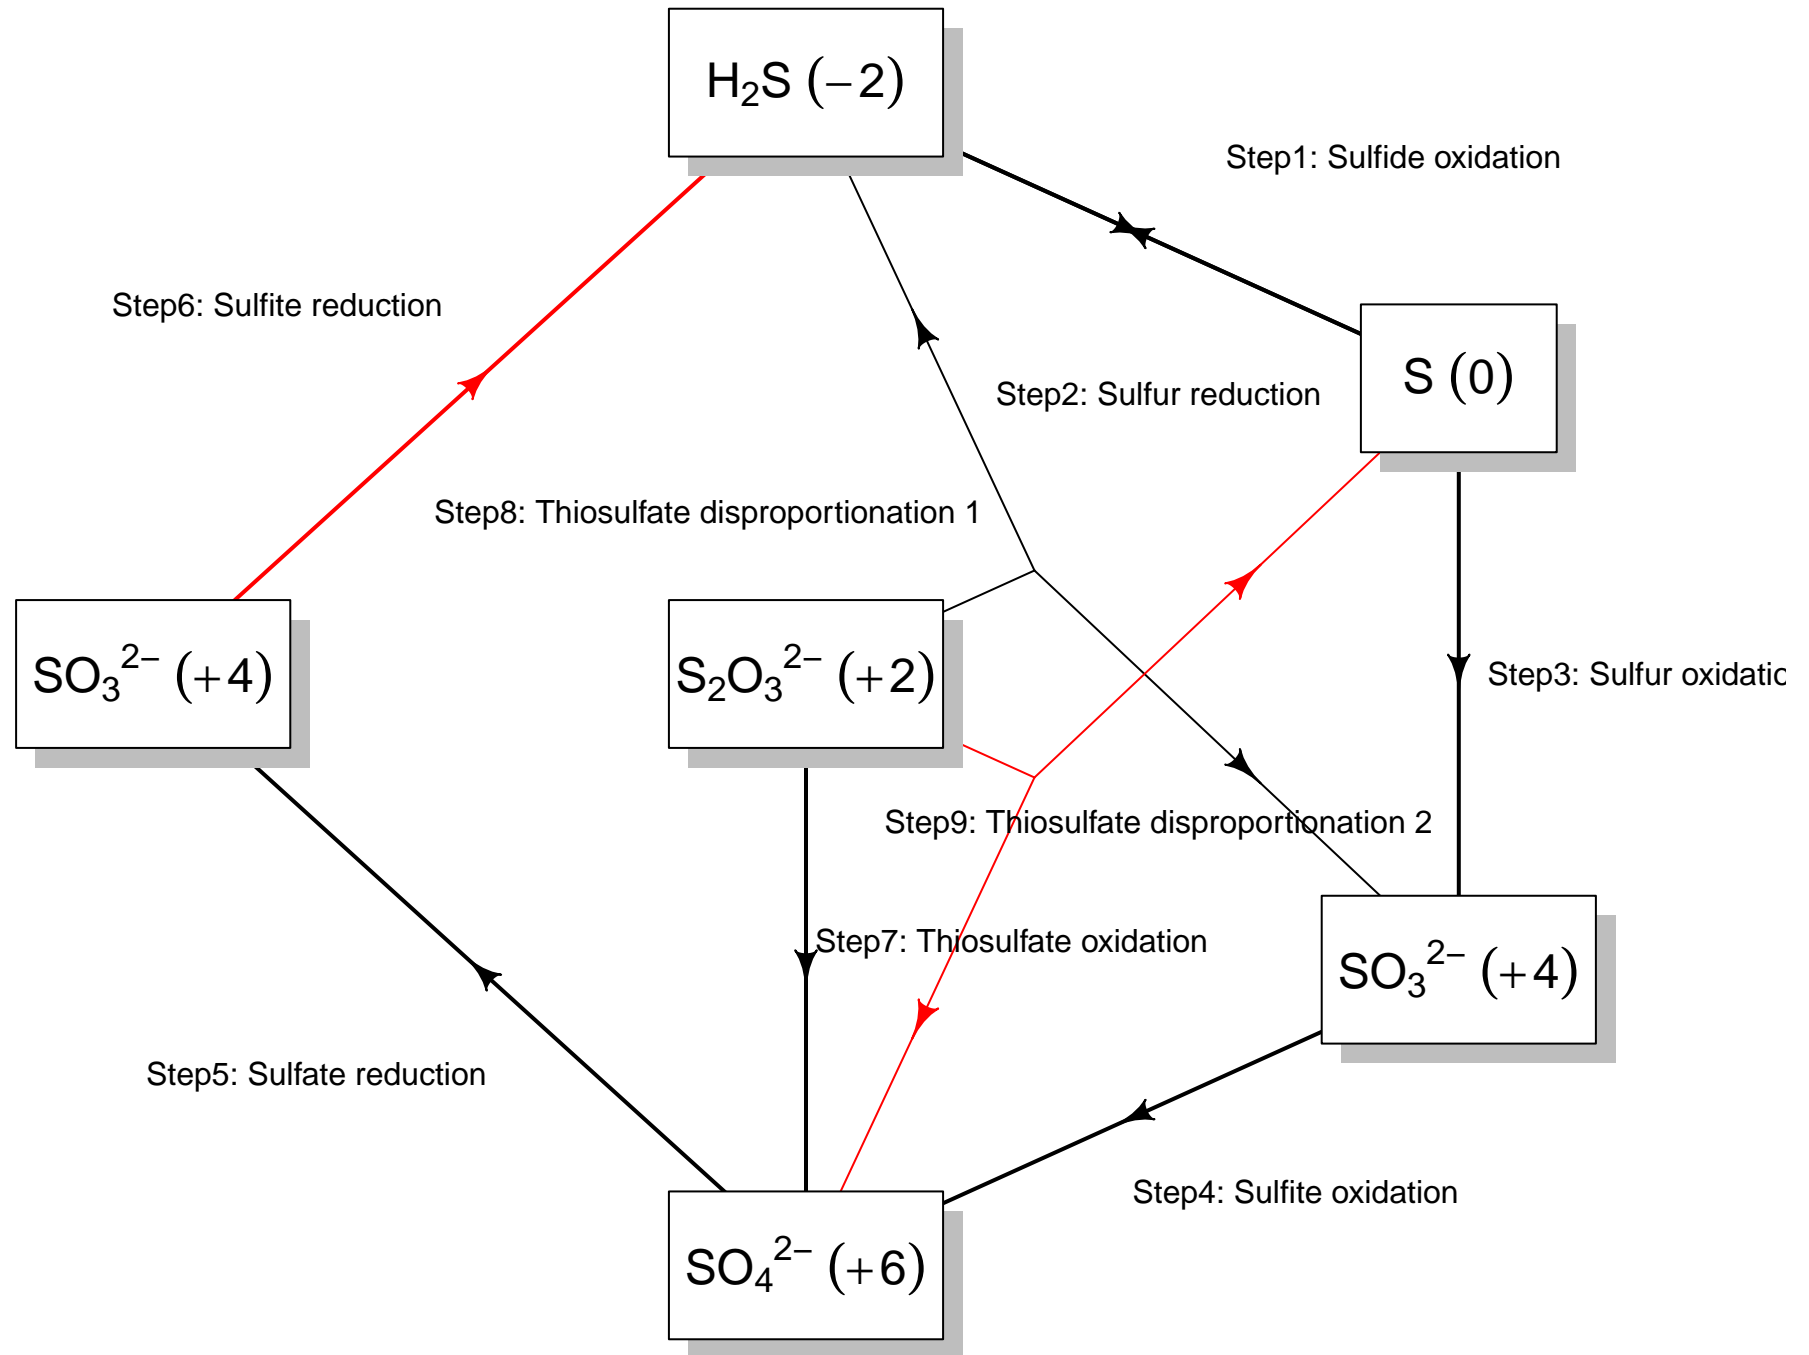 H₂S (−2)
Step1: Sulfide oxidation
Step6: Sulfite reduction
S (0)
Step2: Sulfur reduction
Step8: Thiosulfate disproportionation 1
SO₃²⁻ (+4)
S₂O₃²⁻ (+2)
Step3: Sulfur oxidatic
Step9: Thiosulfate disproportionation 2
Step7: Thiosulfate oxidation
SO₃²⁻ (+4)
Step5: Sulfate reduction
Step4: Sulfite oxidation
SO₄²⁻ (+6)